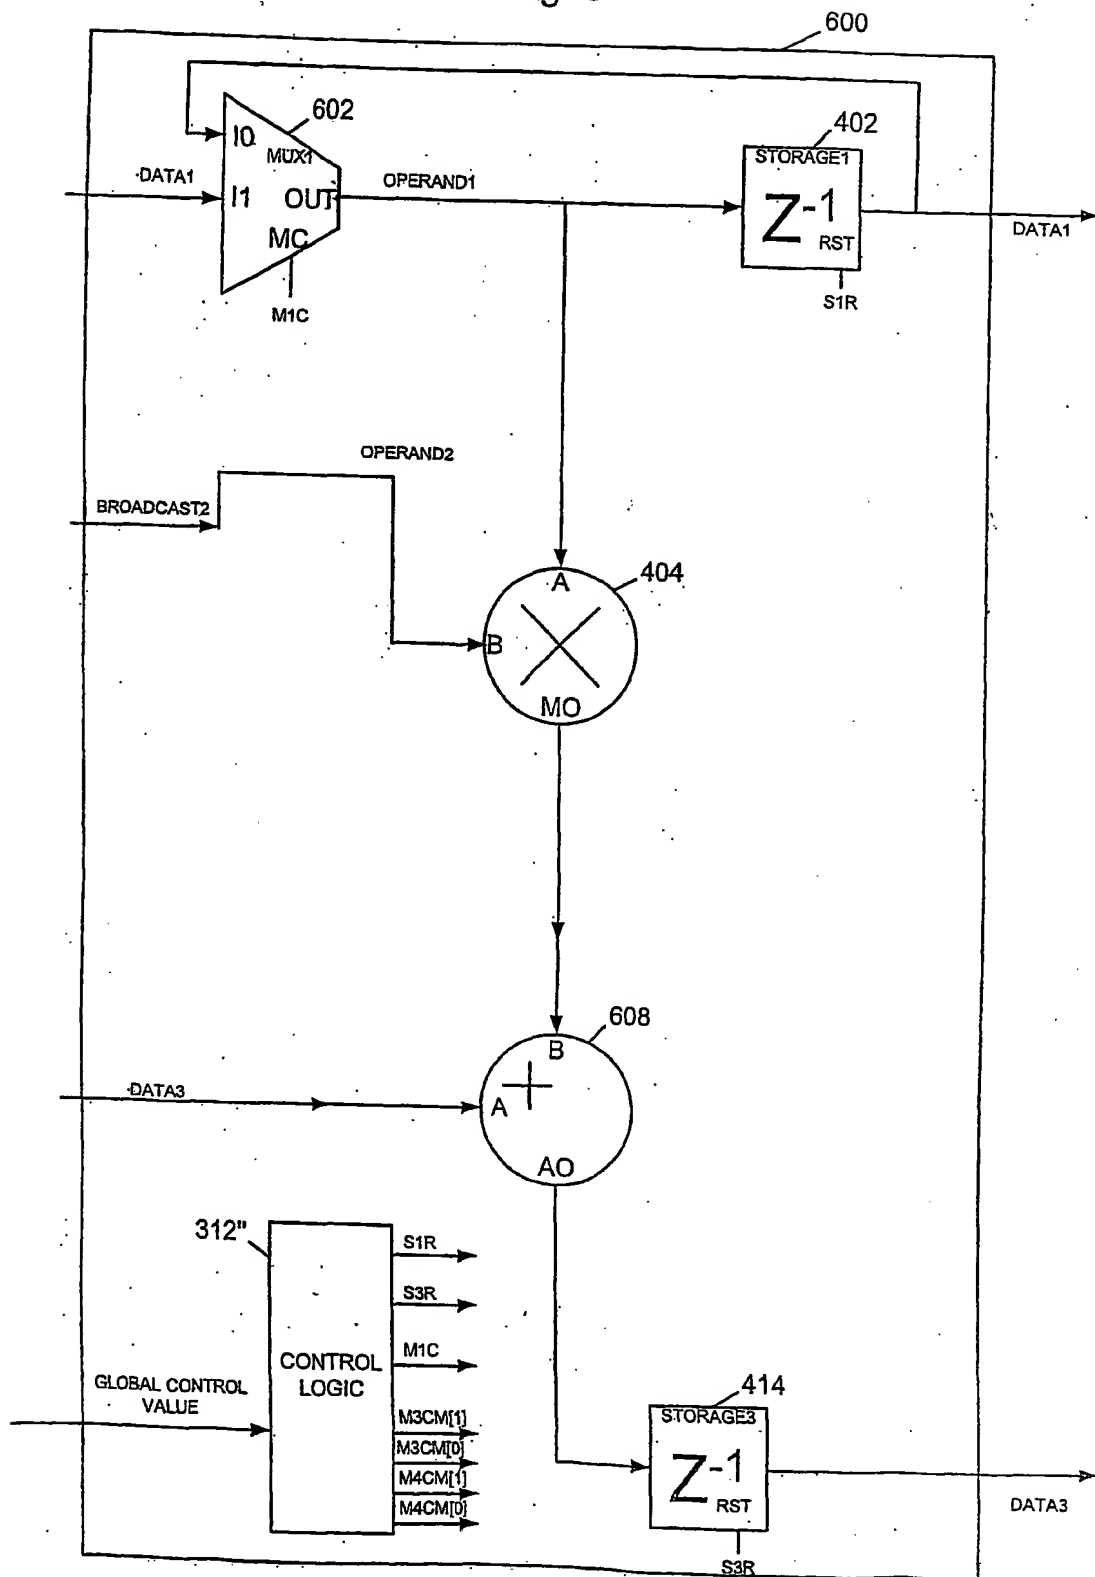 600
602
I0
MUX1
DATA1
I1
OUT
OPERAND1
MC
M1C
402
STORAGE1
Z-1
RST
S1R
DATA1
OPERAND2
BROADCAST2
404
A
B
MO
608
B
DATA3
A
AO
312"
S1R
S3R
M1C
CONTROL
LOGIC
GLOBAL CONTROL
VALUE
M3CM[1]
M3CM[0]
M4CM[1]
M4CM[0]
414
STORAGE3
Z-1
RST
S3R
DATA3